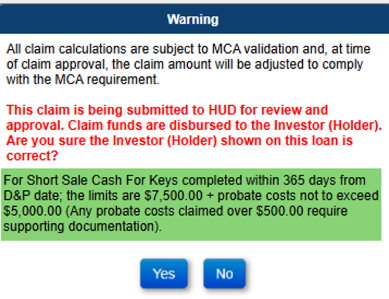 Warning
All claim calculations are subject to MCA validation and, at time
of claim approval, the claim amount will be adjusted to comply
with the MCA requirement.
This claim is being submitted to HUD for review and
approval. Claim funds are disbursed to the Investor (Holder).
Are you sure the Investor (Holder) shown on this loan is
correct?
For Short Sale Cash For Keys completed within 365 days from
D&P date; the limits are $7,500.00 + probate costs not to exceed
$5,000.00 (Any probate costs claimed over $500.00 require
supporting documentation).
Yes No